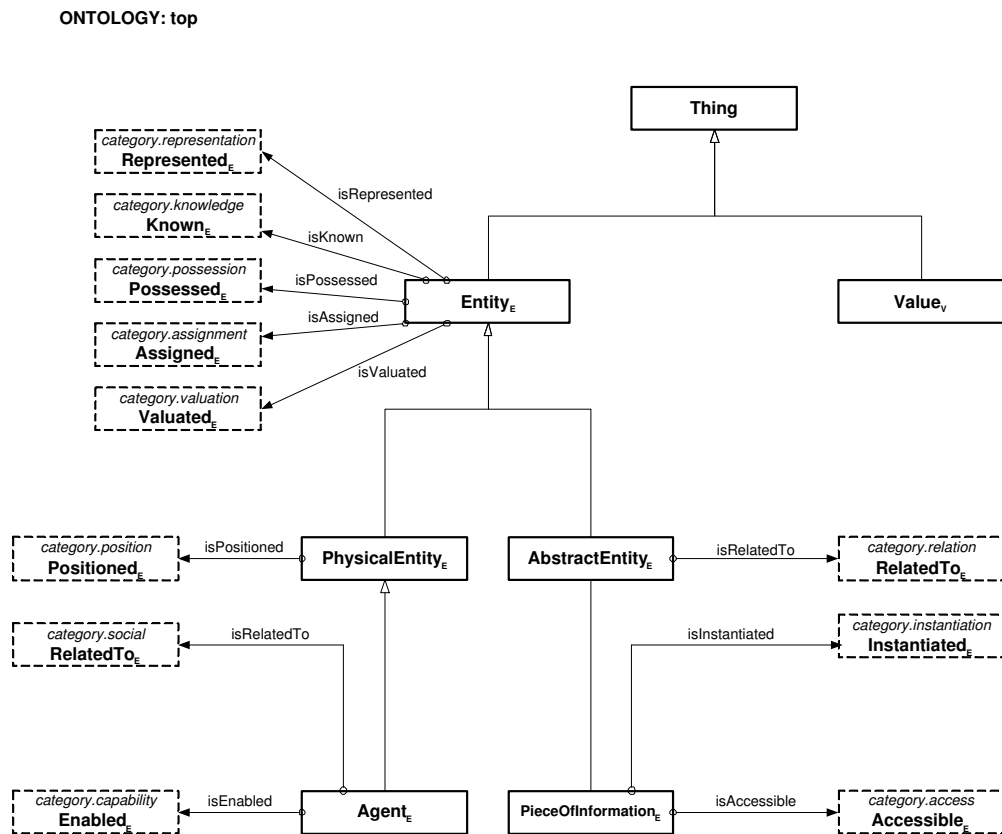 ONTOLOGY: top
Thing
category.representation
Represented_E
isRepresented
category.knowledge
Known_E
isKnown
category.possession
Possessed_E
isPossessed
Entity_E
Value_V
category.assignment
Assigned_E
isAssigned
category.valuation
Valuated_E
isValuated
category.position
Positioned_E
isPositioned
PhysicalEntity_E
AbstractEntity_E
isRelatedTo
category.relation
RelatedTo_E
category.social
RelatedTo_E
isRelatedTo
isInstantiated
category.instantiation
Instantiated_E
category.capability
Enabled_E
isEnabled
Agent_E
PieceOfInformation_E
isAccessible
category.access
Accessible_E